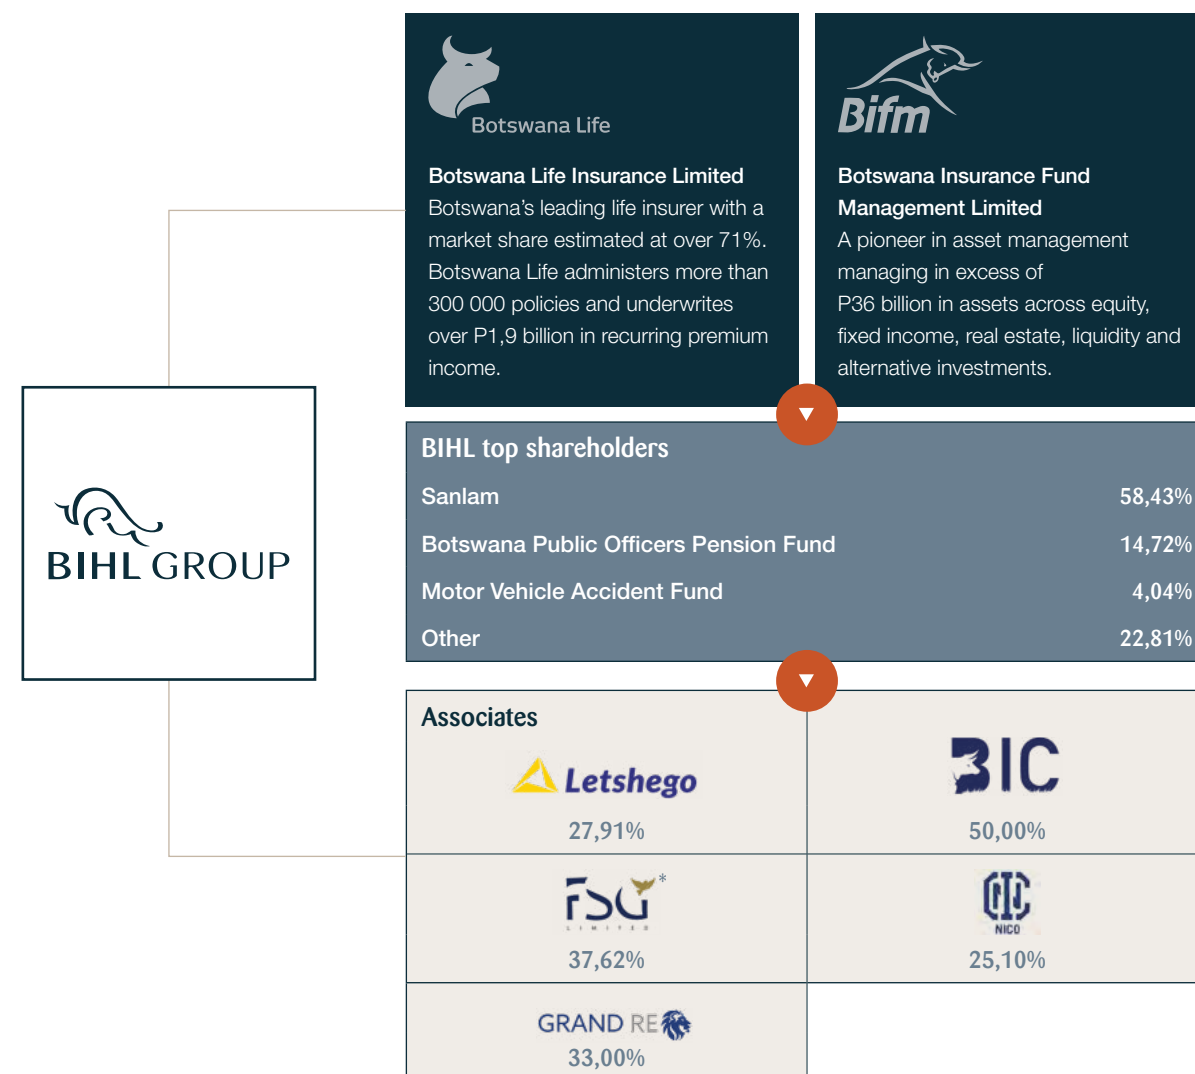 Botswana Life
Botswana Life Insurance Limited
Botswana's leading life insurer with a
market share estimated at over 71%.
Botswana Life administers more than
300 000 policies and underwrites
over P1,9 billion in recurring premium
income.
Bifm
Botswana Insurance Fund
Management Limited
A pioneer in asset management
managing in excess of
P36 billion in assets across equity,
fixed income, real estate, liquidity and
alternative investments.
BIHL GROUP
BIHL top shareholders
Sanlam 58,43%
Botswana Public Officers Pension Fund 14,72%
Motor Vehicle Accident Fund 4,04%
Other 22,81%
Associates
Letshego
27,91%
BIC
50,00%
FSG*
LIMITED
37,62%
NICO
25,10%
GRAND RE
33,00%